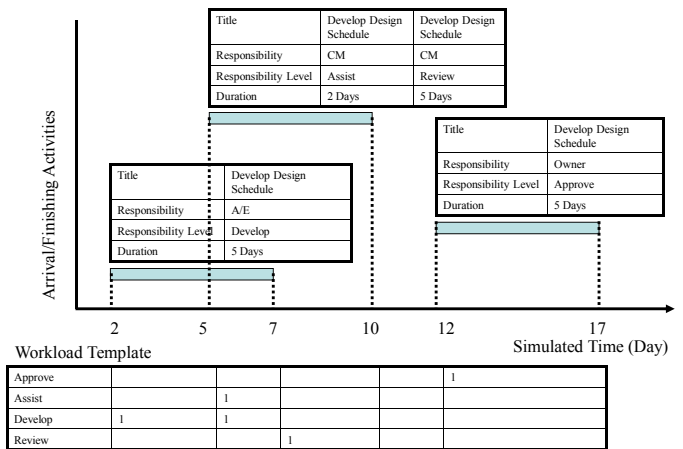 Title Develop Design Schedule Develop Design Schedule
Responsibility CM CM
Responsibility Level Assist Review
Duration 2 Days 5 Days
Title Develop Design Schedule
Responsibility Owner
Responsibility Level Approve
Duration 5 Days
Title Develop Design Schedule
Responsibility A/E
Responsibility Level Develop
Duration 5 Days
Arrival/Finishing Activities
2 5 7 10 12 17
Simulated Time (Day)
Workload Template
Approve 1
Assist 1
Develop 1 1
Review 1